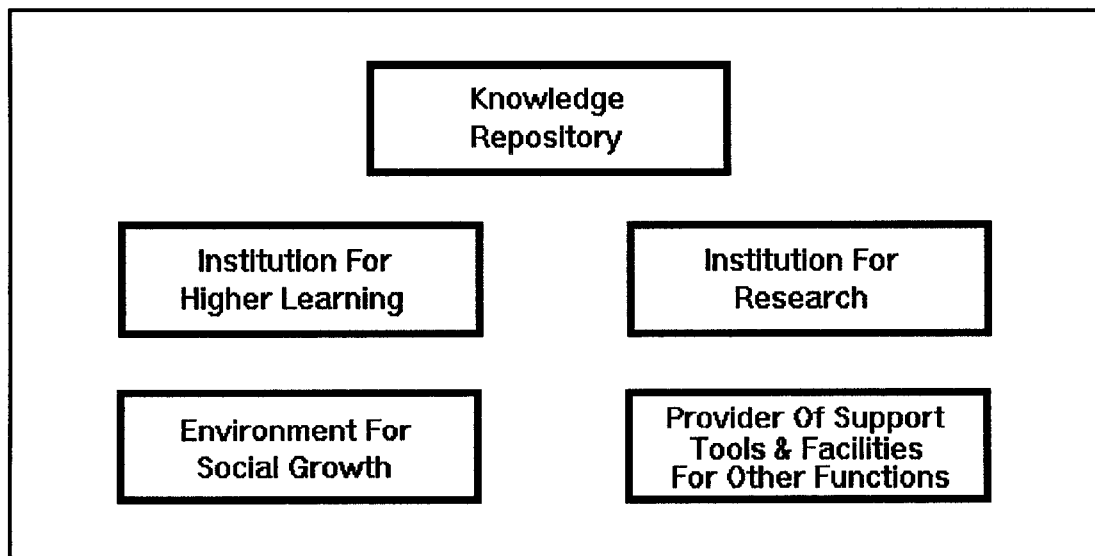 Knowledge
Repository
Institution For
Higher Learning
Institution For
Research
Environment For
Social Growth
Provider Of Support
Tools & Facilities
For Other Functions